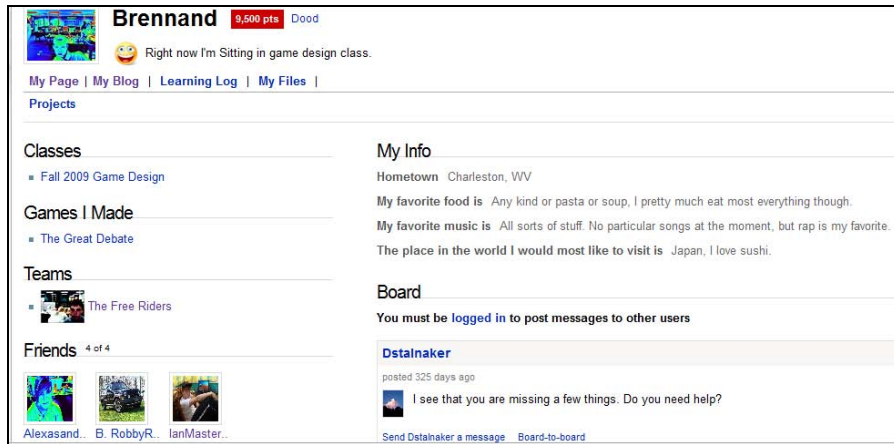 Brennand 9,500 pts Dood
Right now I'm Sitting in game design class.
My Page | My Blog | Learning Log | My Files |
Projects
Classes
Fall 2009 Game Design
Games I Made
The Great Debate
Teams
The Free Riders
Friends 4 of 4
Alexasand.. B. RobbyR.. IanMaster..
My Info
Hometown Charleston, WV
My favorite food is Any kind or pasta or soup, I pretty much eat most everything though.
My favorite music is All sorts of stuff. No particular songs at the moment, but rap is my favorite.
The place in the world I would most like to visit is Japan, I love sushi.
Board
You must be logged in to post messages to other users
Dstalnaker
posted 325 days ago
I see that you are missing a few things. Do you need help?
Send Dstalnaker a message Board-to-board